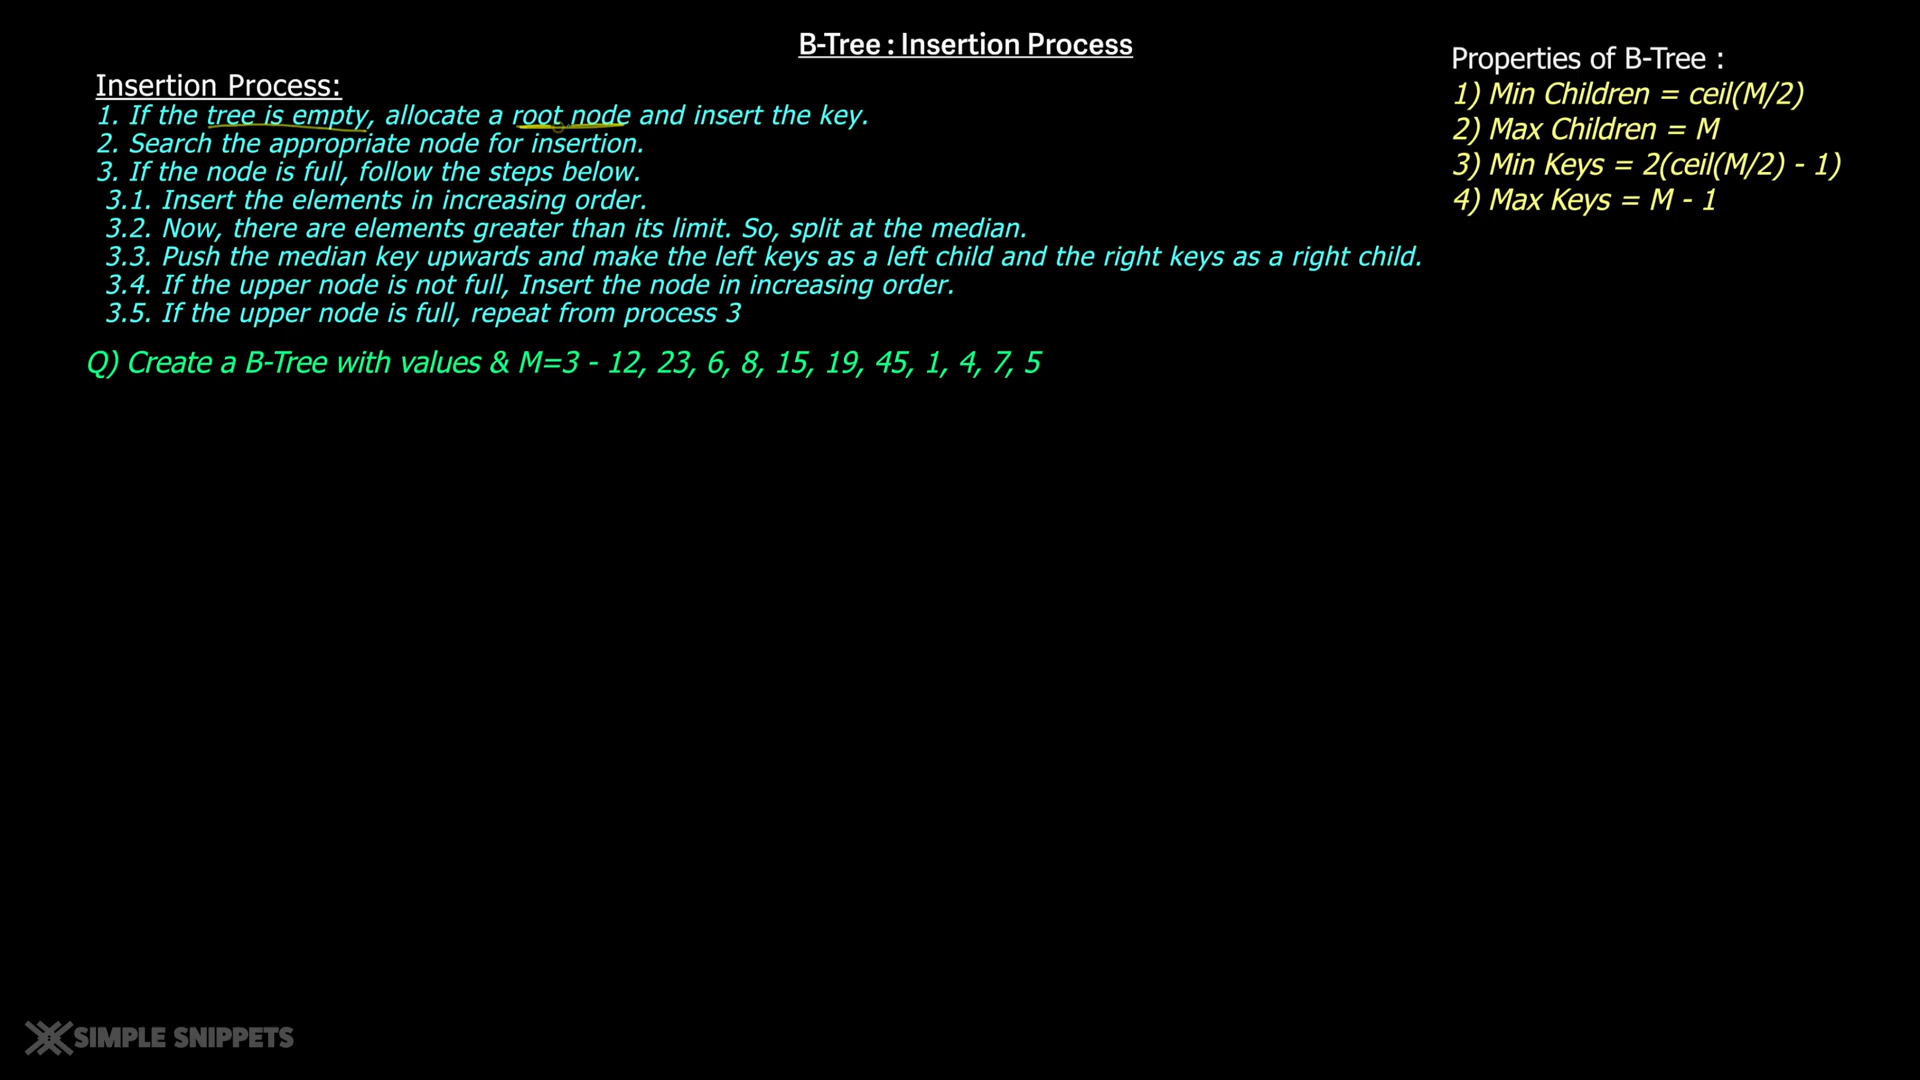 B-Tree : Insertion Process
Insertion Process:
1. If the tree is empty, allocate a root node and insert the key.
2. Search the appropriate node for insertion.
3. If the node is full, follow the steps below.
3.1. Insert the elements in increasing order.
3.2. Now, there are elements greater than its limit. So, split at the median.
3.3. Push the median key upwards and make the left keys as a left child and the right keys as a right child.
3.4. If the upper node is not full, Insert the node in increasing order.
3.5. If the upper node is full, repeat from process 3
Q) Create a B-Tree with values & M=3 - 12, 23, 6, 8, 15, 19, 45, 1, 4, 7, 5
Properties of B-Tree :
1) Min Children = ceil(M/2)
2) Max Children = M
3) Min Keys = 2(ceil(M/2) - 1)
4) Max Keys = M - 1
SIMPLE SNIPPETS